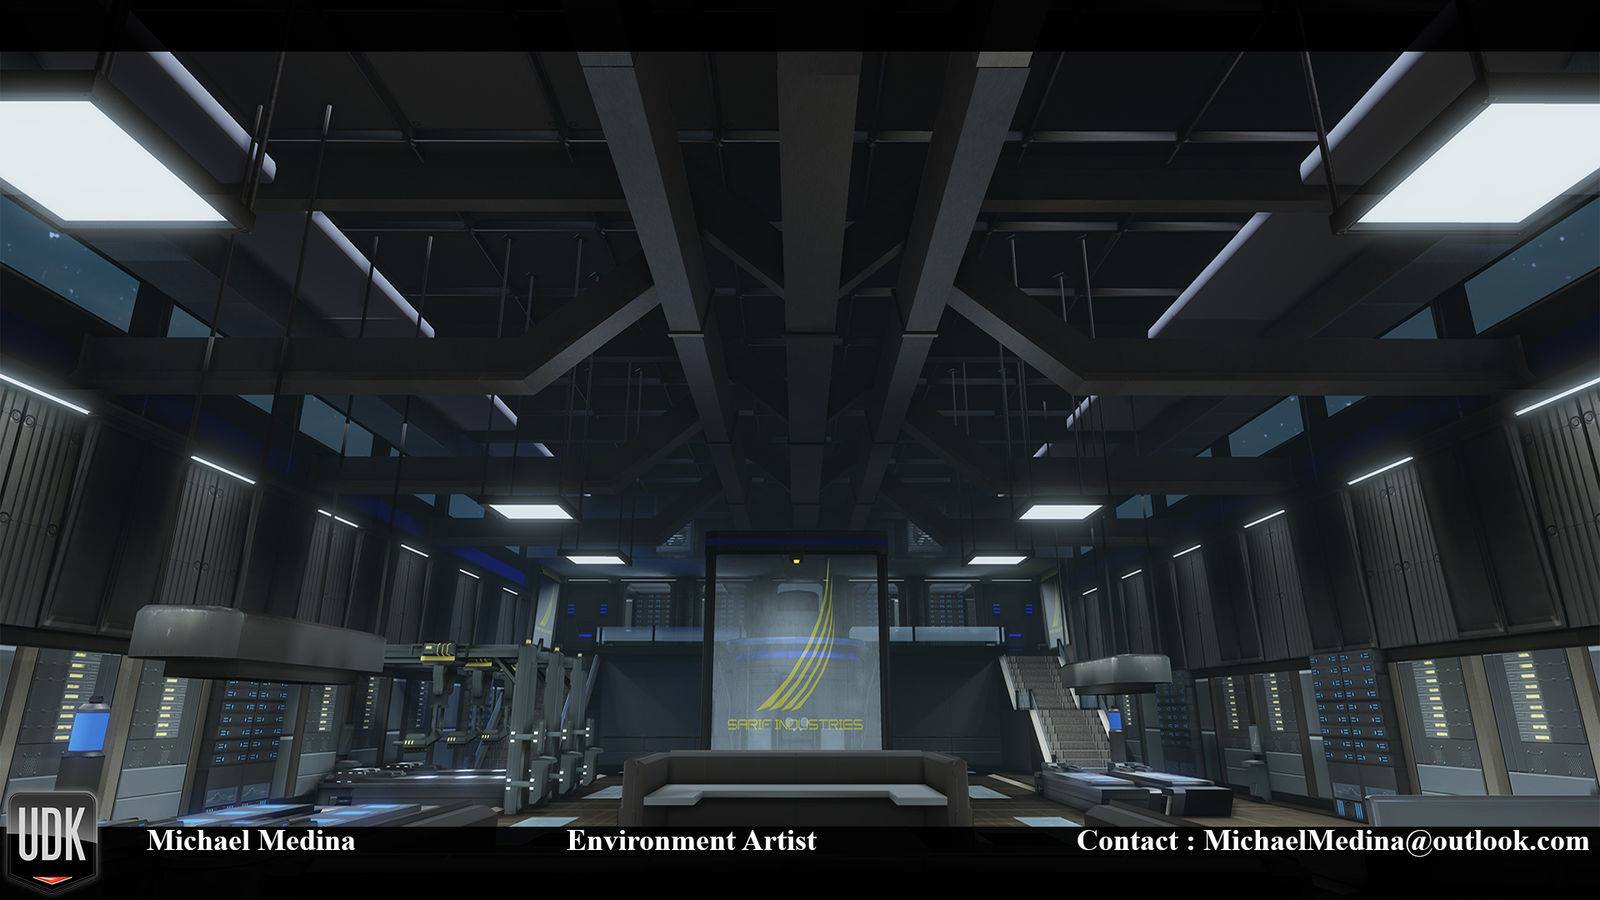 SARIF INDUSTRIES
UDK
Michael Medina
Environment Artist
Contact : MichaelMedina@outlook.com